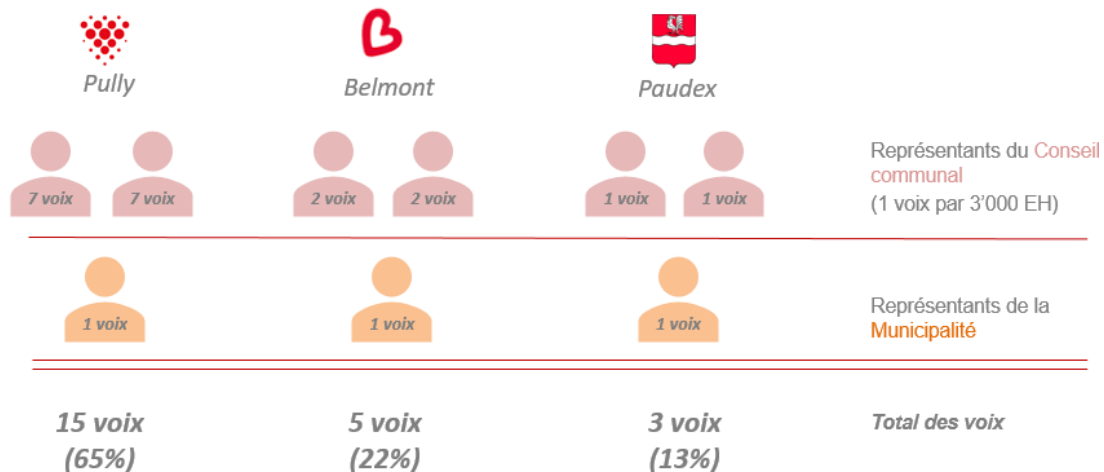 Pully
Belmont
Paudex
7 voix
7 voix
2 voix
2 voix
1 voix
1 voix
Représentants du Conseil
communal
(1 voix par 3'000 EH)
1 voix
1 voix
1 voix
Représentants de la
Municipalité
15 voix
(65%)
5 voix
(22%)
3 voix
(13%)
Total des voix